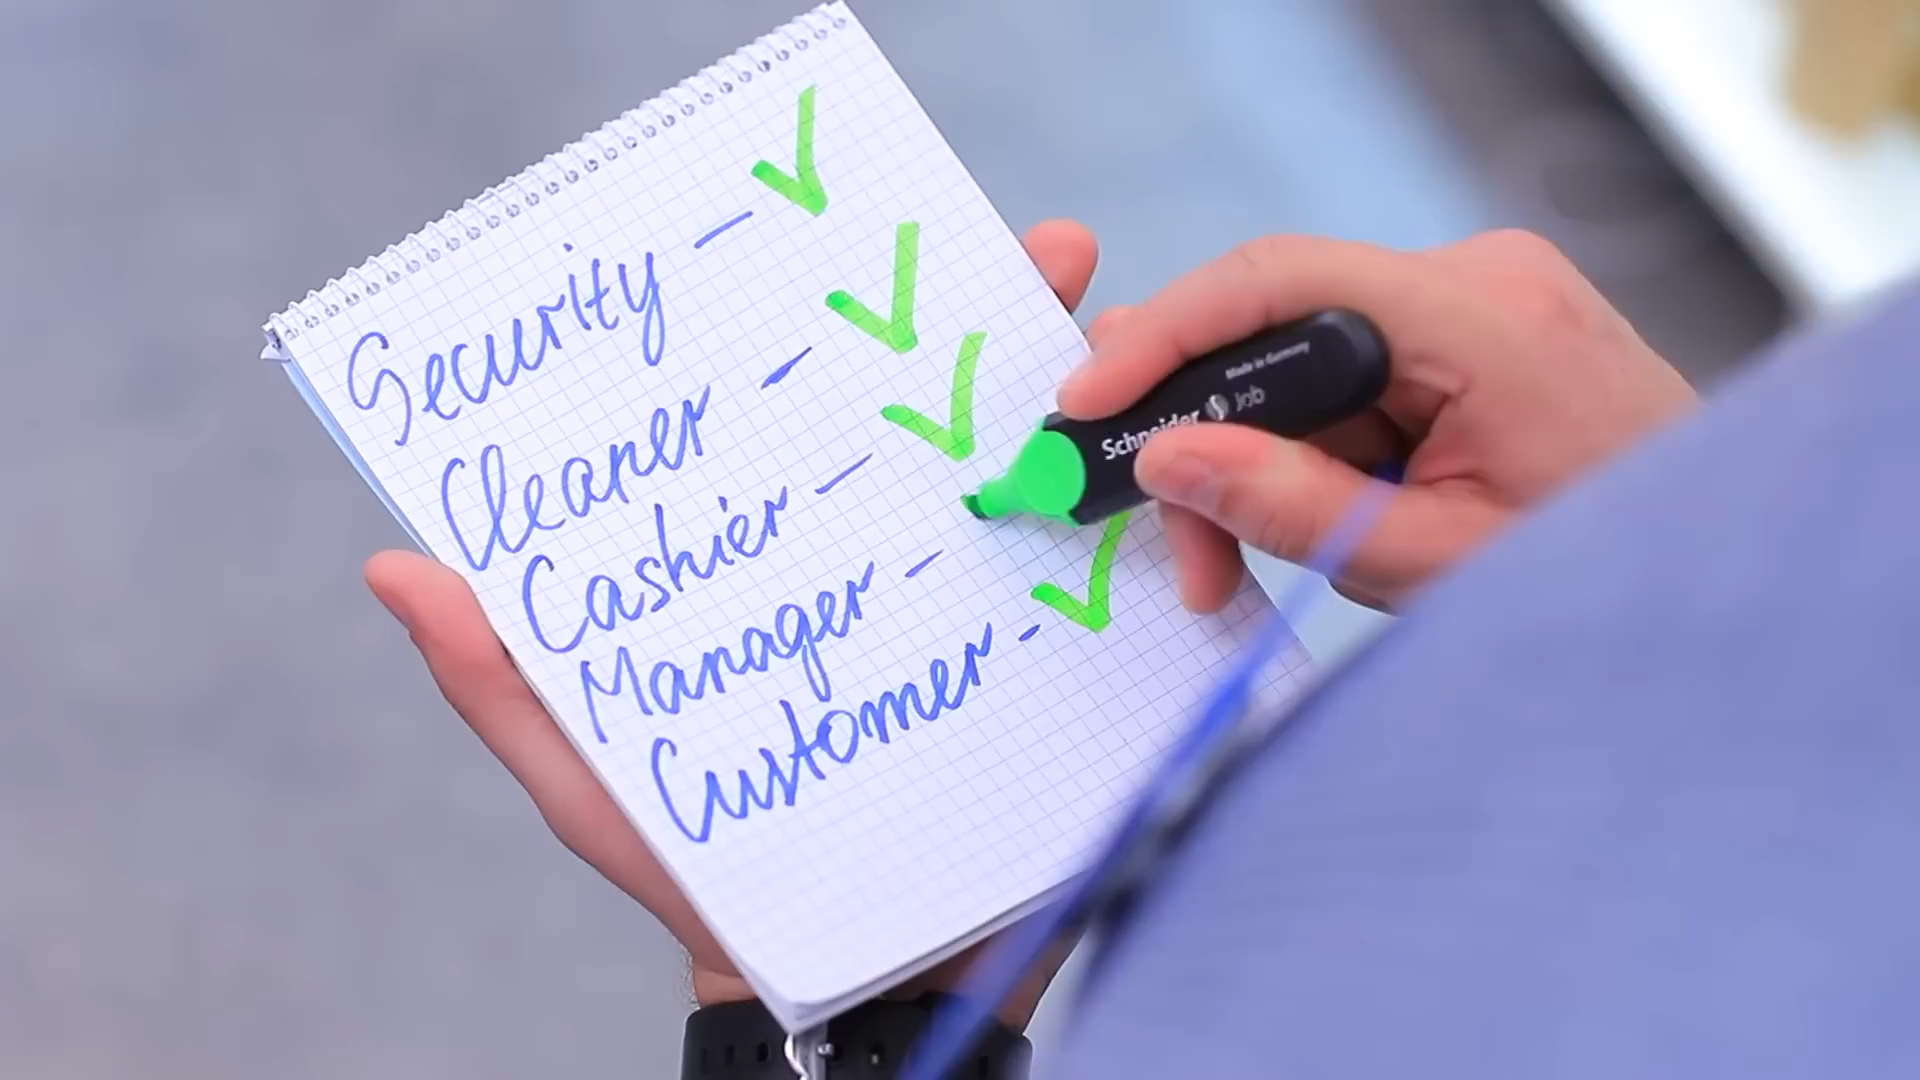 Security - ✓
Cleaner - ✓
Cashier - ✓
Manager -
Customer - ✓
Schneider Job
Made in Germany